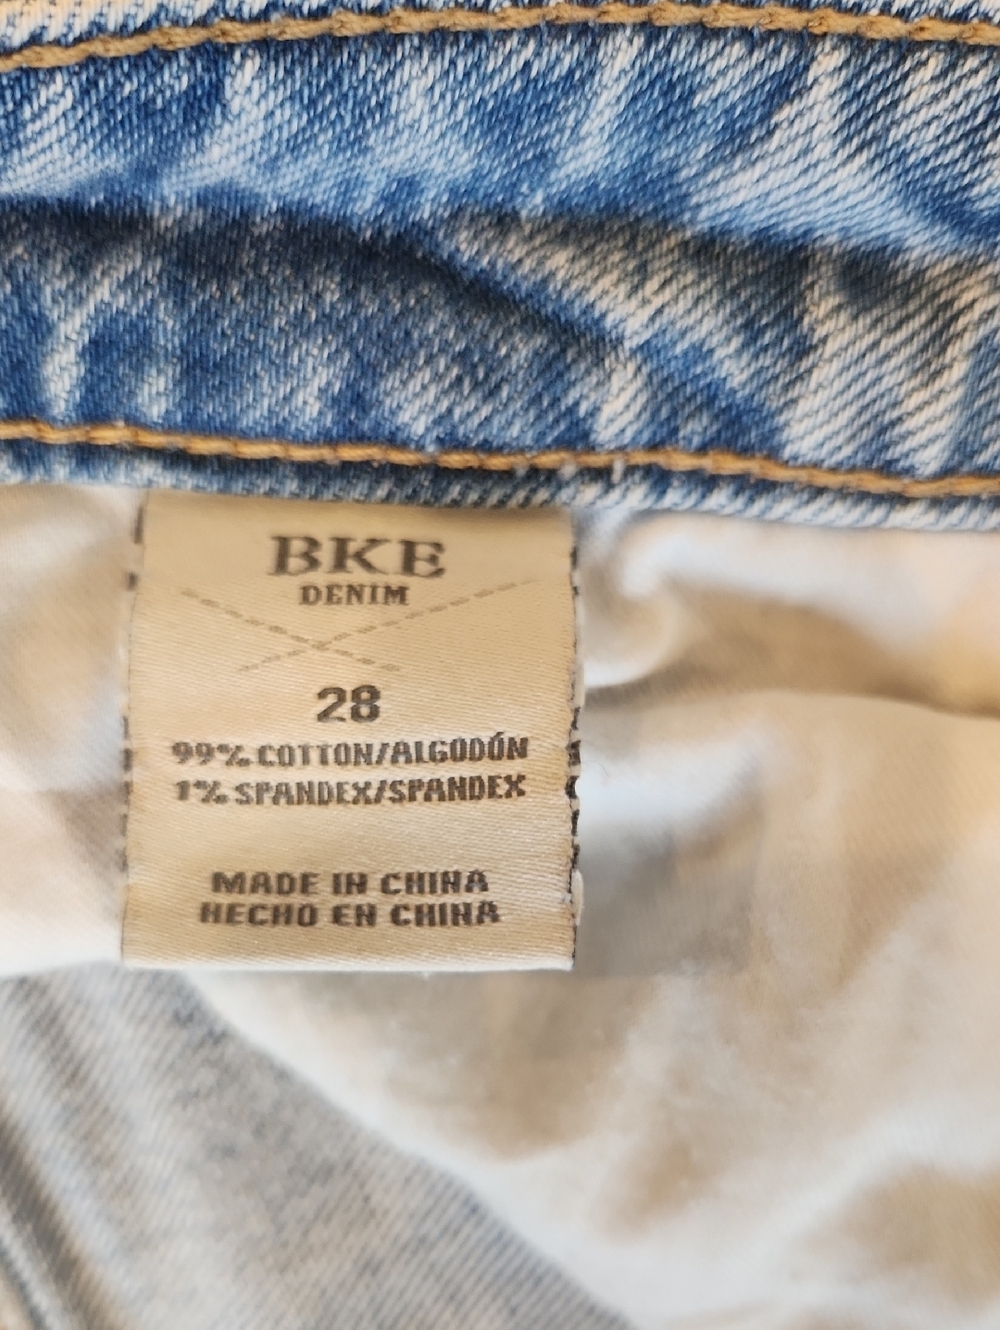 BKE
DENIM
28
99% COTTON/ALGODÓN
1% SPANDEX/SPANDEX
MADE IN CHINA
HECHO EN CHINA